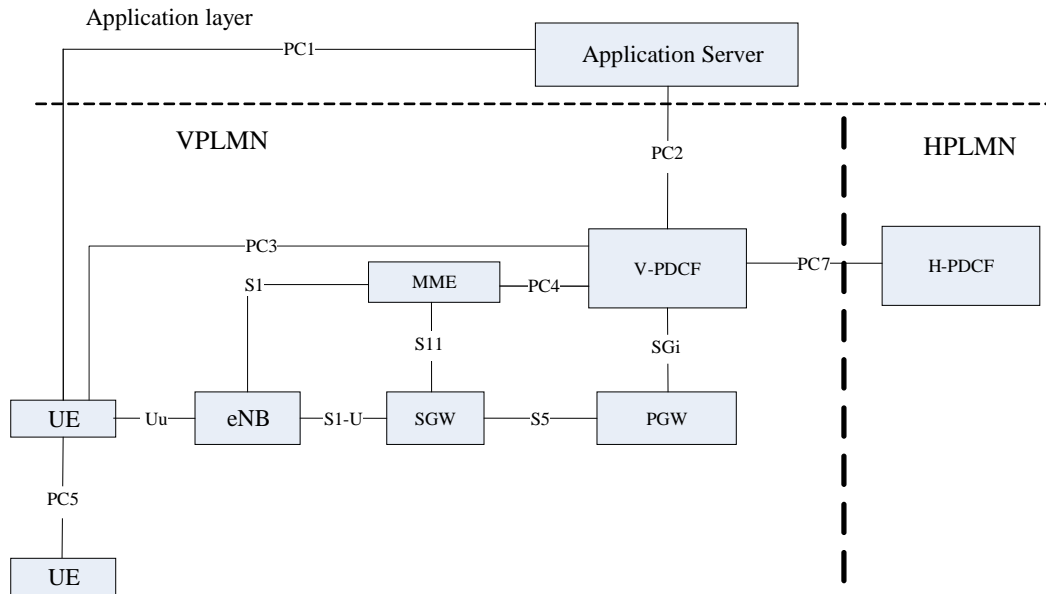 Application layer
PC1
Application Server
VPLMN
PC2
HPLMN
PC3
V-PDCF
PC7
H-PDCF
S1
MME
PC4
S11
SGi
UE
Uu
eNB
S1-U
SGW
S5
PGW
PC5
UE